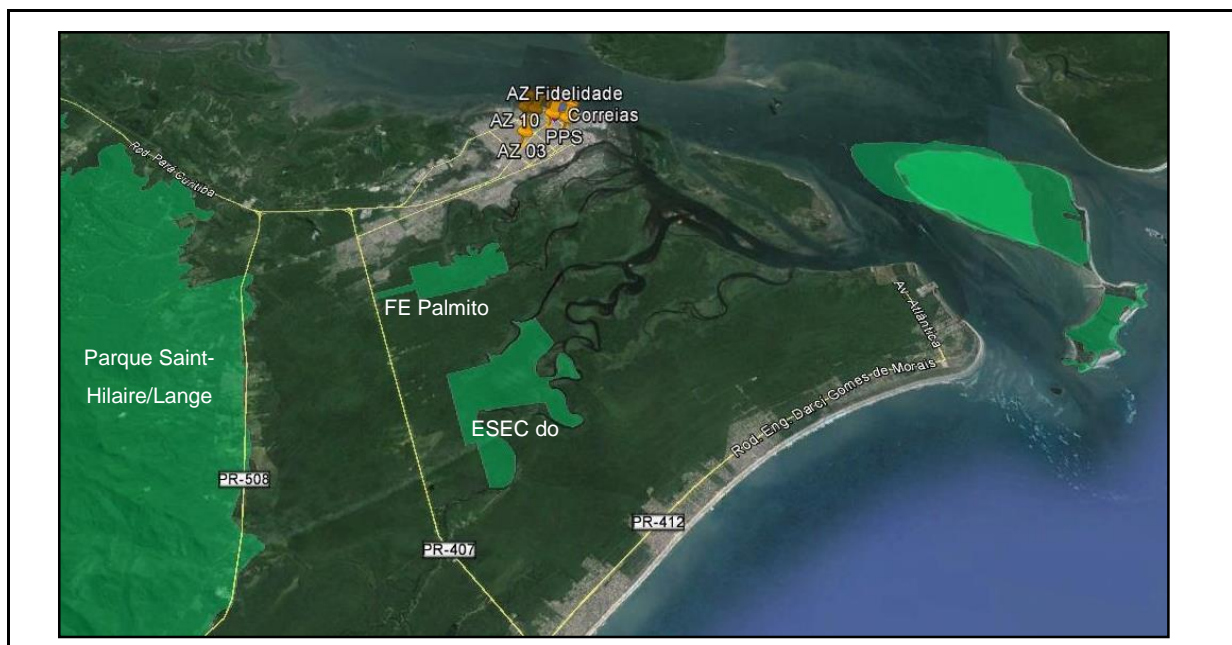 AZ Fidelidade
AZ 10
Correias
PPS
AZ 03
Rod. Pará Curitiba
FE Palmito
Av. Atlântica
Parque Saint-
Hilaire/Lange
ESEC do
Rod. Eng. Darci Gomes de Morais
PR-508
PR-412
PR-407